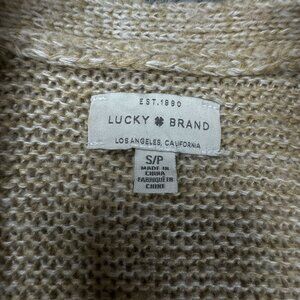 EST. 1990
LUCKY BRAND
LOS ANGELES, CALIFORNIA
S/P
MADE IN
CHINA
FABRIQUÉ EN
CHINE